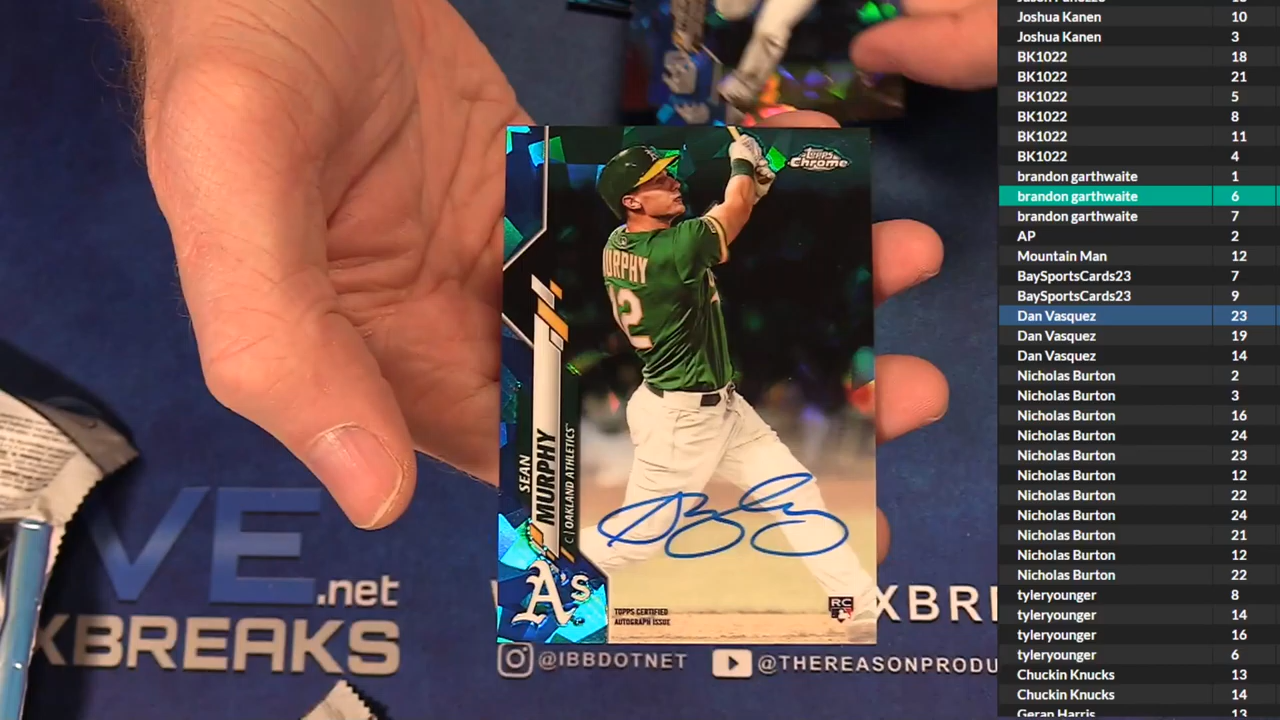 Joshua Kanen 10
Joshua Kanen 3
BK1022 18
BK1022 21
BK1022 5
BK1022 8
BK1022 11
BK1022 4
brandon garthwaite 1
brandon garthwaite 6
brandon garthwaite 7
AP 2
Mountain Man 12
BaySportsCards23 7
BaySportsCards23 9
Dan Vasquez 23
Dan Vasquez 19
Dan Vasquez 14
Nicholas Burton 2
Nicholas Burton 3
Nicholas Burton 16
Nicholas Burton 24
Nicholas Burton 23
Nicholas Burton 12
Nicholas Burton 22
Nicholas Burton 24
Nicholas Burton 21
Nicholas Burton 12
Nicholas Burton 22
tyleryounger 8
tyleryounger 14
tyleryounger 16
tyleryounger 6
Chuckin Knucks 13
Chuckin Knucks 14
Geran Harris 13
TOPPS
Chrome
MURPHY
12
SEAN
MURPHY
C | OAKLAND ATHLETICS™
A's
TOPPS CERTIFIED
AUTOGRAPH ISSUE
RC
VE.net
XBREAKS
XBRE
@IBBDOTNET
@THEREASONPRODU